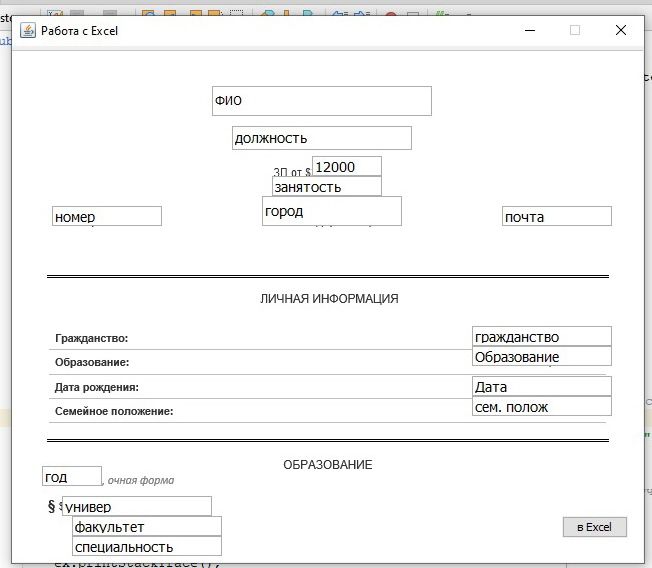 Работа с Excel
ФИО
должность
ЗП от $ 12000
занятость
номер город почта
ЛИЧНАЯ ИНФОРМАЦИЯ
Гражданство: гражданство
Образование: Образование
Дата рождения: Дата
Семейное положение: сем. полож
ОБРАЗОВАНИЕ
год , очная форма
§ универ
факультет
в Excel
специальность
ex.printStackTrace();